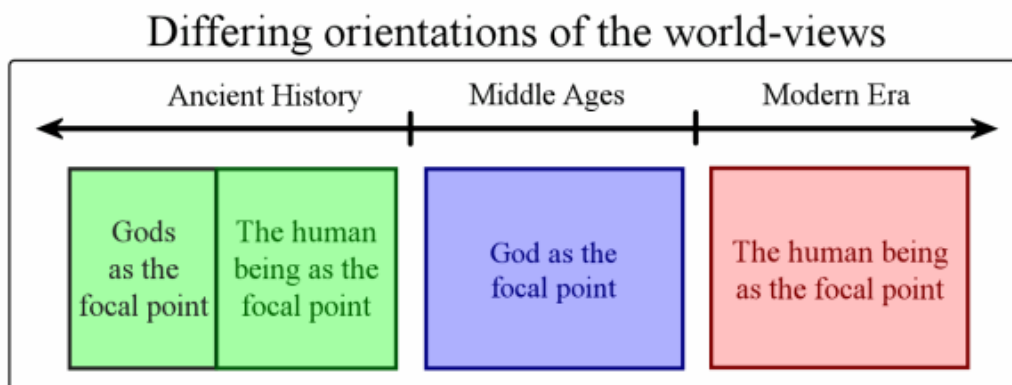 Differing orientations of the world-views
Ancient History
Middle Ages
Modern Era
Gods
as the
focal point
The human
being as the
focal point
God as the
focal point
The human being
as the focal point